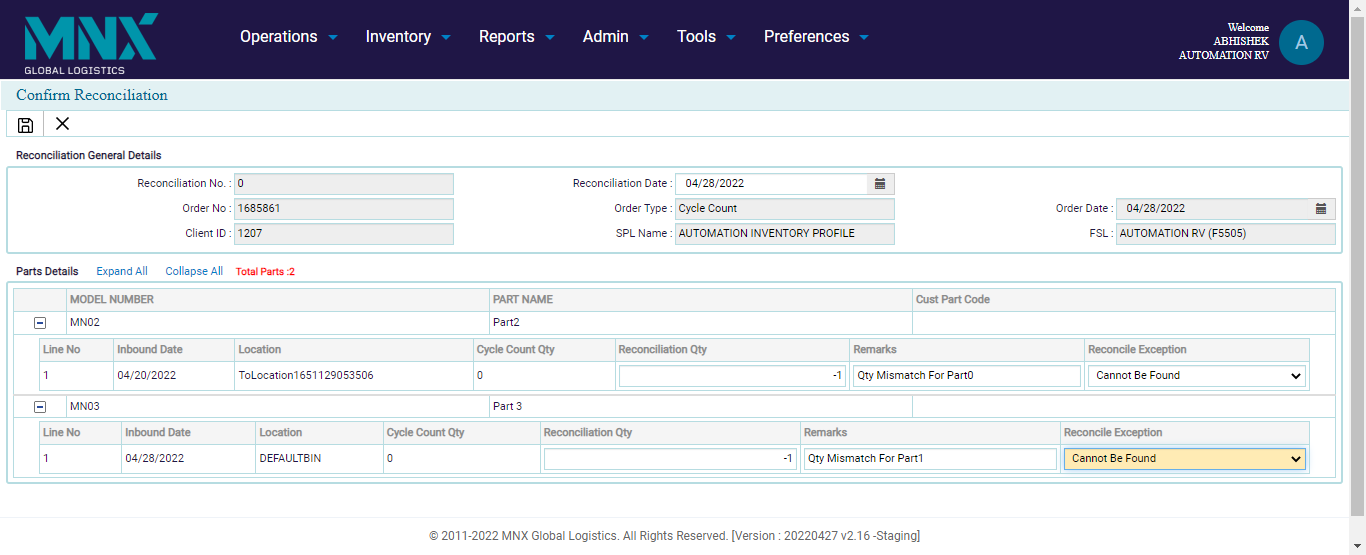 MNX
GLOBAL LOGISTICS
Operations Inventory Reports Admin Tools Preferences
Welcome
ABHISHEK
AUTOMATION RV
A
Confirm Reconciliation
Reconciliation General Details
Reconciliation No. : 0 Reconciliation Date : 04/28/2022
Order No : 1685861 Order Type : Cycle Count Order Date : 04/28/2022
Client ID : 1207 SPL Name : AUTOMATION INVENTORY PROFILE FSL : AUTOMATION RV (F5505)
Parts Details Expand All Collapse All Total Parts :2
MODEL NUMBER PART NAME Cust Part Code
MN02 Part2
Line No Inbound Date Location Cycle Count Qty Reconciliation Qty Remarks Reconcile Exception
1 04/20/2022 ToLocation1651129053506 0 -1 Qty Mismatch For Part0 Cannot Be Found
MN03 Part 3
Line No Inbound Date Location Cycle Count Qty Reconciliation Qty Remarks Reconcile Exception
1 04/28/2022 DEFAULTBIN 0 -1 Qty Mismatch For Part1 Cannot Be Found
© 2011-2022 MNX Global Logistics. All Rights Reserved. [Version : 20220427 v2.16 -Staging]